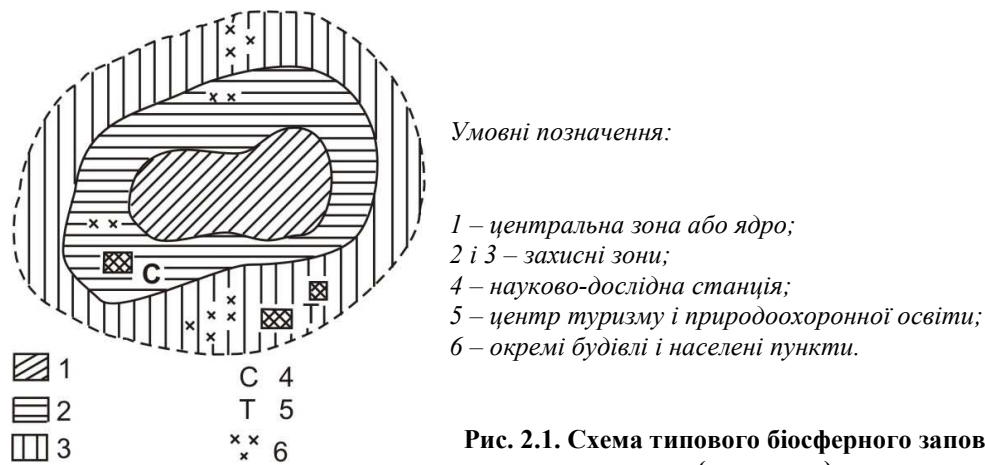 С
Т
1
2
3
С 4
Т 5
6
Умовні позначення:
1 – центральна зона або ядро;
2 і 3 – захисні зони;
4 – науково-дослідна станція;
5 – центр туризму і природоохоронної освіти;
6 – окремі будівлі і населені пункти.
Рис. 2.1. Схема типового біосферного запов